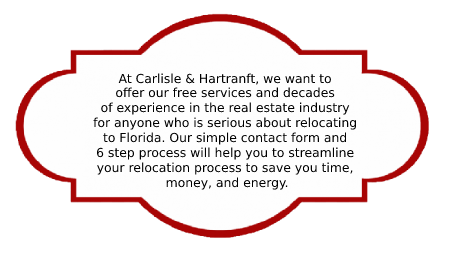 At Carlisle & Hartranft, we want to
offer our free services and decades
of experience in the real estate industry
for anyone who is serious about relocating
to Florida. Our simple contact form and
6 step process will help you to streamline
your relocation process to save you time,
money, and energy.